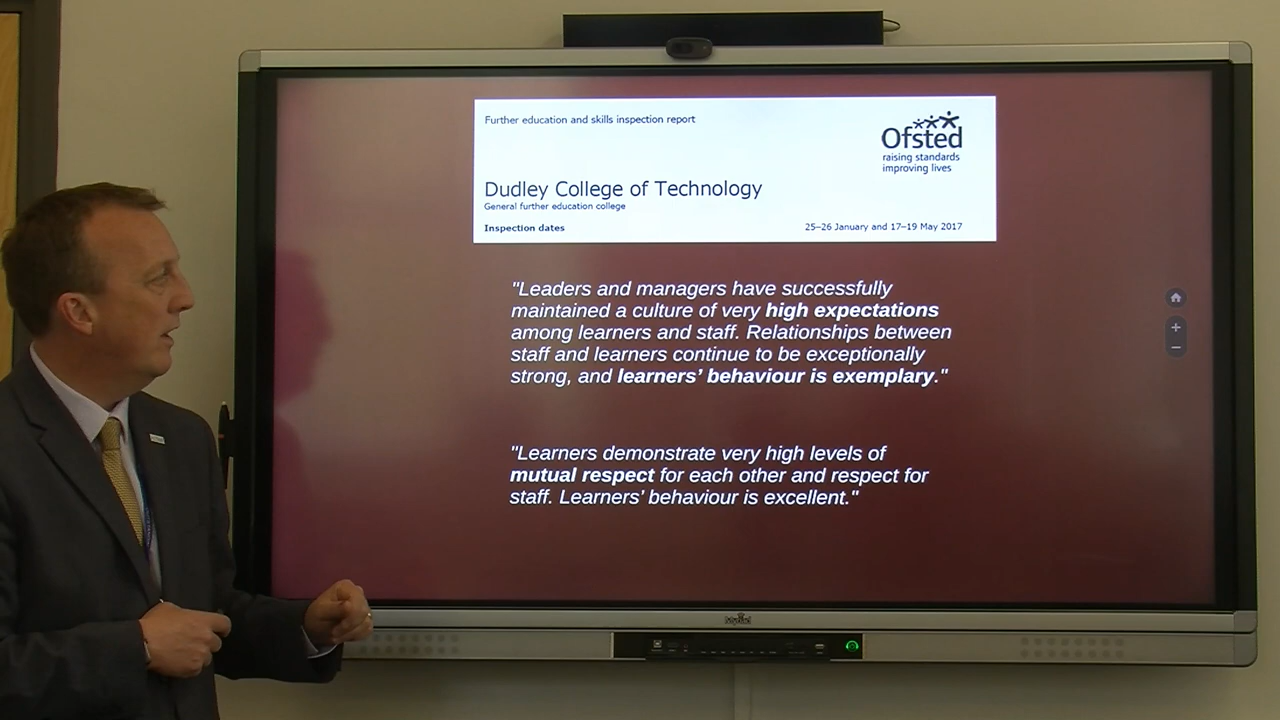 Further education and skills inspection report
Ofsted
raising standards
improving lives
Dudley College of Technology
General further education college
Inspection dates
25–26 January and 17–19 May 2017
"Leaders and managers have successfully
maintained a culture of very high expectations
among learners and staff. Relationships between
staff and learners continue to be exceptionally
strong, and learners’ behaviour is exemplary."
"Learners demonstrate very high levels of
mutual respect for each other and respect for
staff. Learners’ behaviour is excellent."